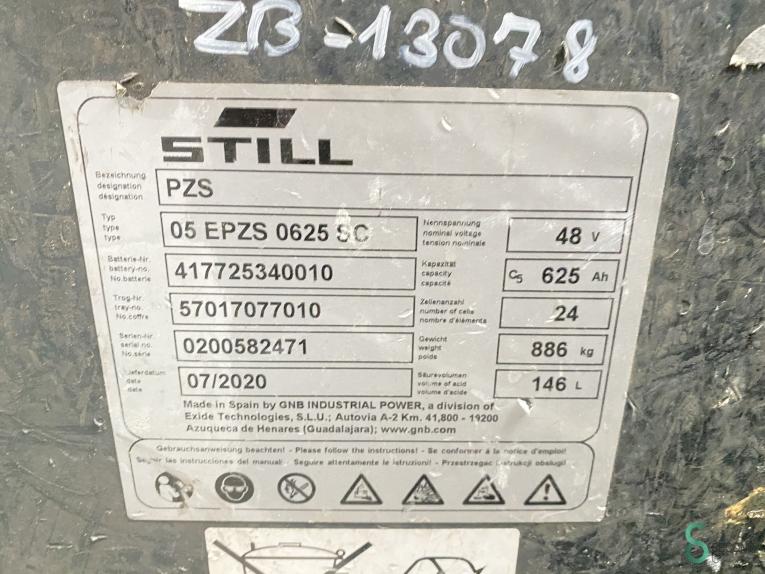 ZB-13078
STILL
Bezeichnung
designation
désignation
PZS
Typ
type
type
05 EPZS 0625 SC
Nennspannung
nominal voltage
tension nominale
48 V
Batterie-Nr.
battery-no.
No.batterie
417725340010
Kapazität
capacity
capacité
C5 625 Ah
Trog-Nr.
tray-no.
No.coffre
57017077010
Zellenanzahl
number of cells
nombre d'éléments
24
Serien-Nr.
serial no.
No.série
0200582471
Gewicht
weight
poids
886 kg
Lieferdatum
date
date
07/2020
Säurevolumen
volume of acid
volume d'acide
146 L
Made in Spain by GNB INDUSTRIAL POWER, a division of
Exide Technologies, S.L.U.; Autovia A-2 Km. 41,800 - 19200
Azuqueca de Henares (Guadalajara); www.gnb.com
Gebrauchsanweisung beachten! - Please follow the instructions! - Se conformer à la notice d'emploi!
Seguir las instrucciones del manual! - Seguire attentamente le istruzioni! - Przestrzegac instrukcji obslugi!